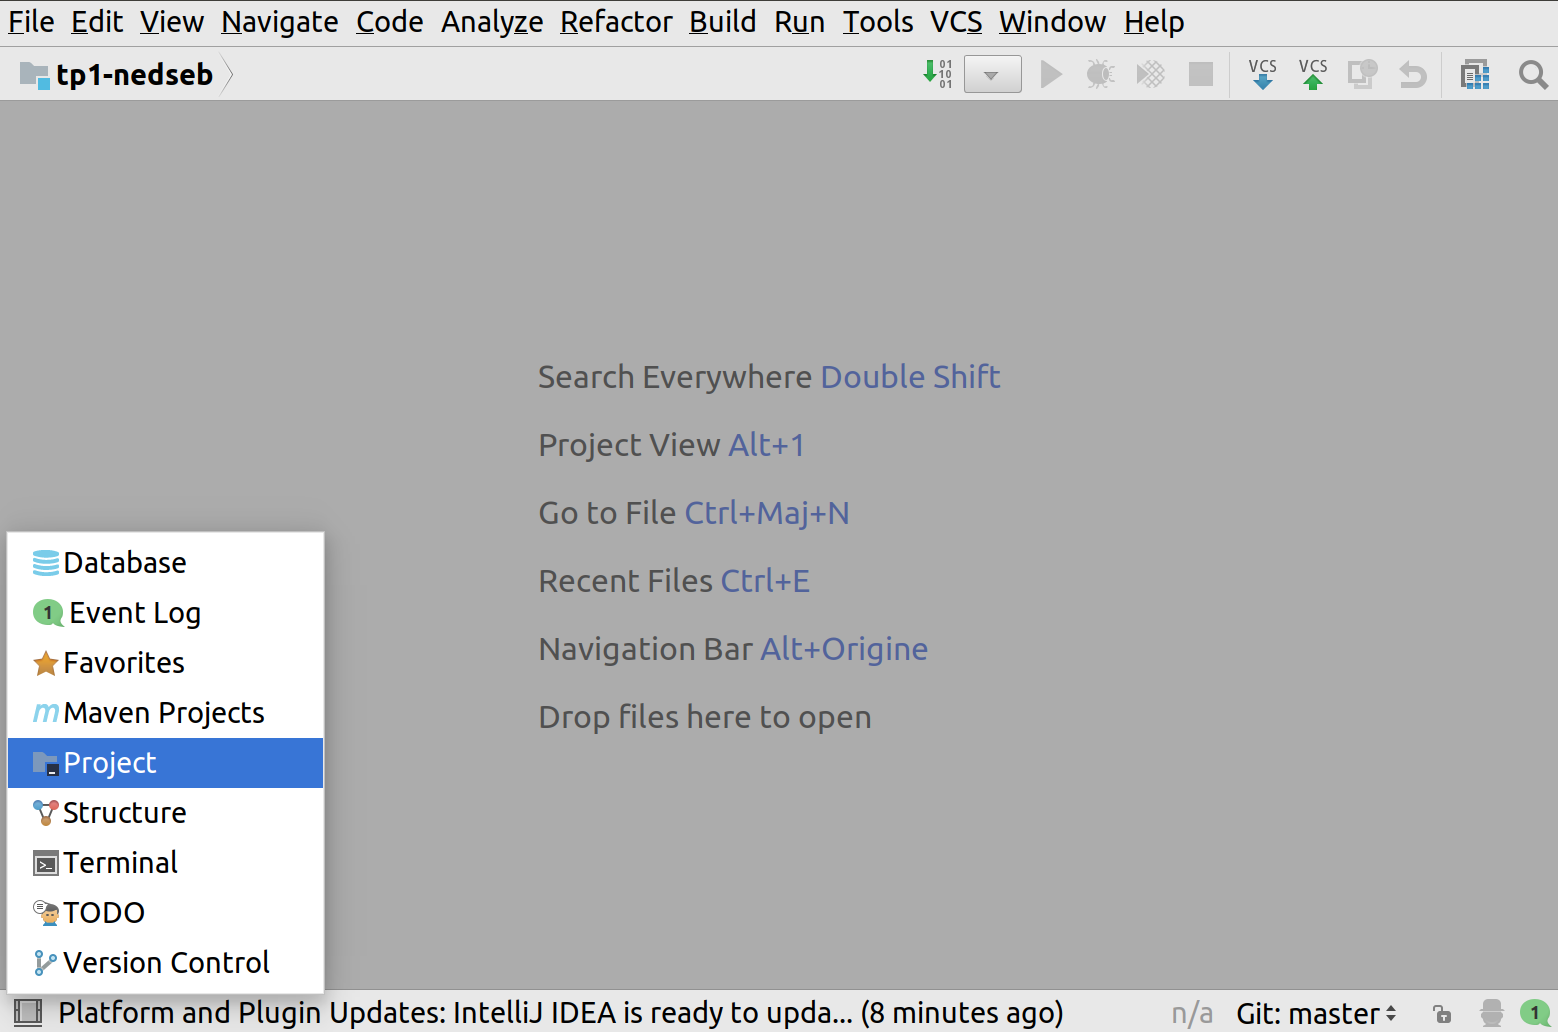 File Edit View Navigate Code Analyze Refactor Build Run Tools VCS Window Help
tp1-nedseb
01
10
01
VCS VCS
Search Everywhere Double Shift
Project View Alt+1
Go to File Ctrl+Maj+N
Recent Files Ctrl+E
Navigation Bar Alt+Origine
Drop files here to open
Database
1 Event Log
Favorites
m Maven Projects
Project
Structure
>_ Terminal
TODO
Version Control
Platform and Plugin Updates: IntelliJ IDEA is ready to upda... (8 minutes ago) n/a Git: master 1